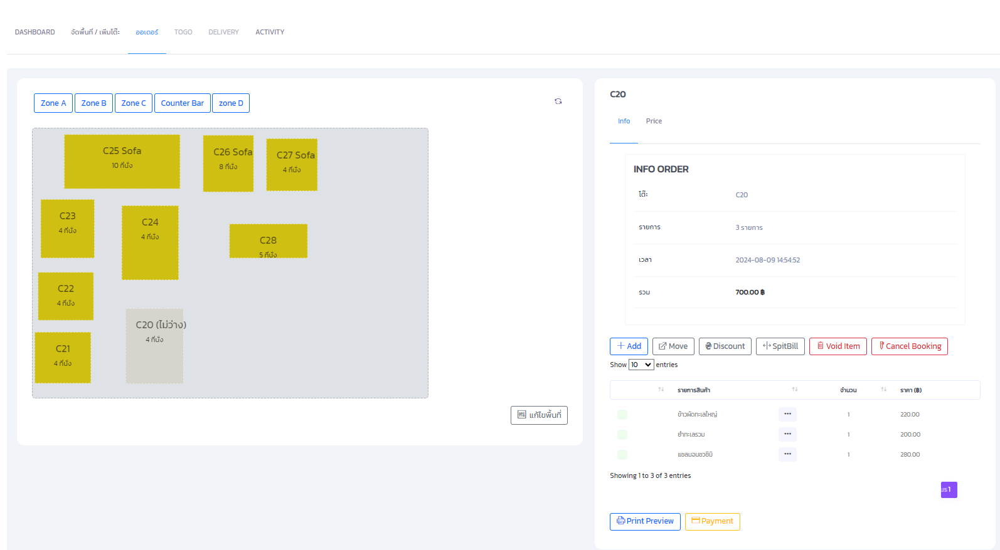 DASHBOARD จัดพื้นที่ / เพิ่มโต๊ะ ออเดอร์ TOGO DELIVERY ACTIVITY
Zone A Zone B Zone C Counter Bar zone D
C25 Sofa
10 ที่นั่ง
C26 Sofa
8 ที่นั่ง
C27 Sofa
4 ที่นั่ง
C23
4 ที่นั่ง
C24
4 ที่นั่ง
C28
5 ที่นั่ง
C22
4 ที่นั่ง
C20 (ไม่ว่าง)
4 ที่นั่ง
C21
4 ที่นั่ง
แก้ไขพื้นที่
C20
Info Price
INFO ORDER
โต๊ะ C20
รายการ 3 รายการ
เวลา 2024-08-09 14:54:52
รวม 700.00 ฿
Add Move Discount SpitBill Void Item Cancel Booking
Show 10 entries
รายการสินค้า จำนวน ราคา (฿)
ข้าวผัดทะเลใหญ่ ••• 1 220.00
ยำทะเลรวม ••• 1 200.00
แซลมอนซาซิมิ ••• 1 280.00
Showing 1 to 3 of 3 entries
1
Print Preview Payment